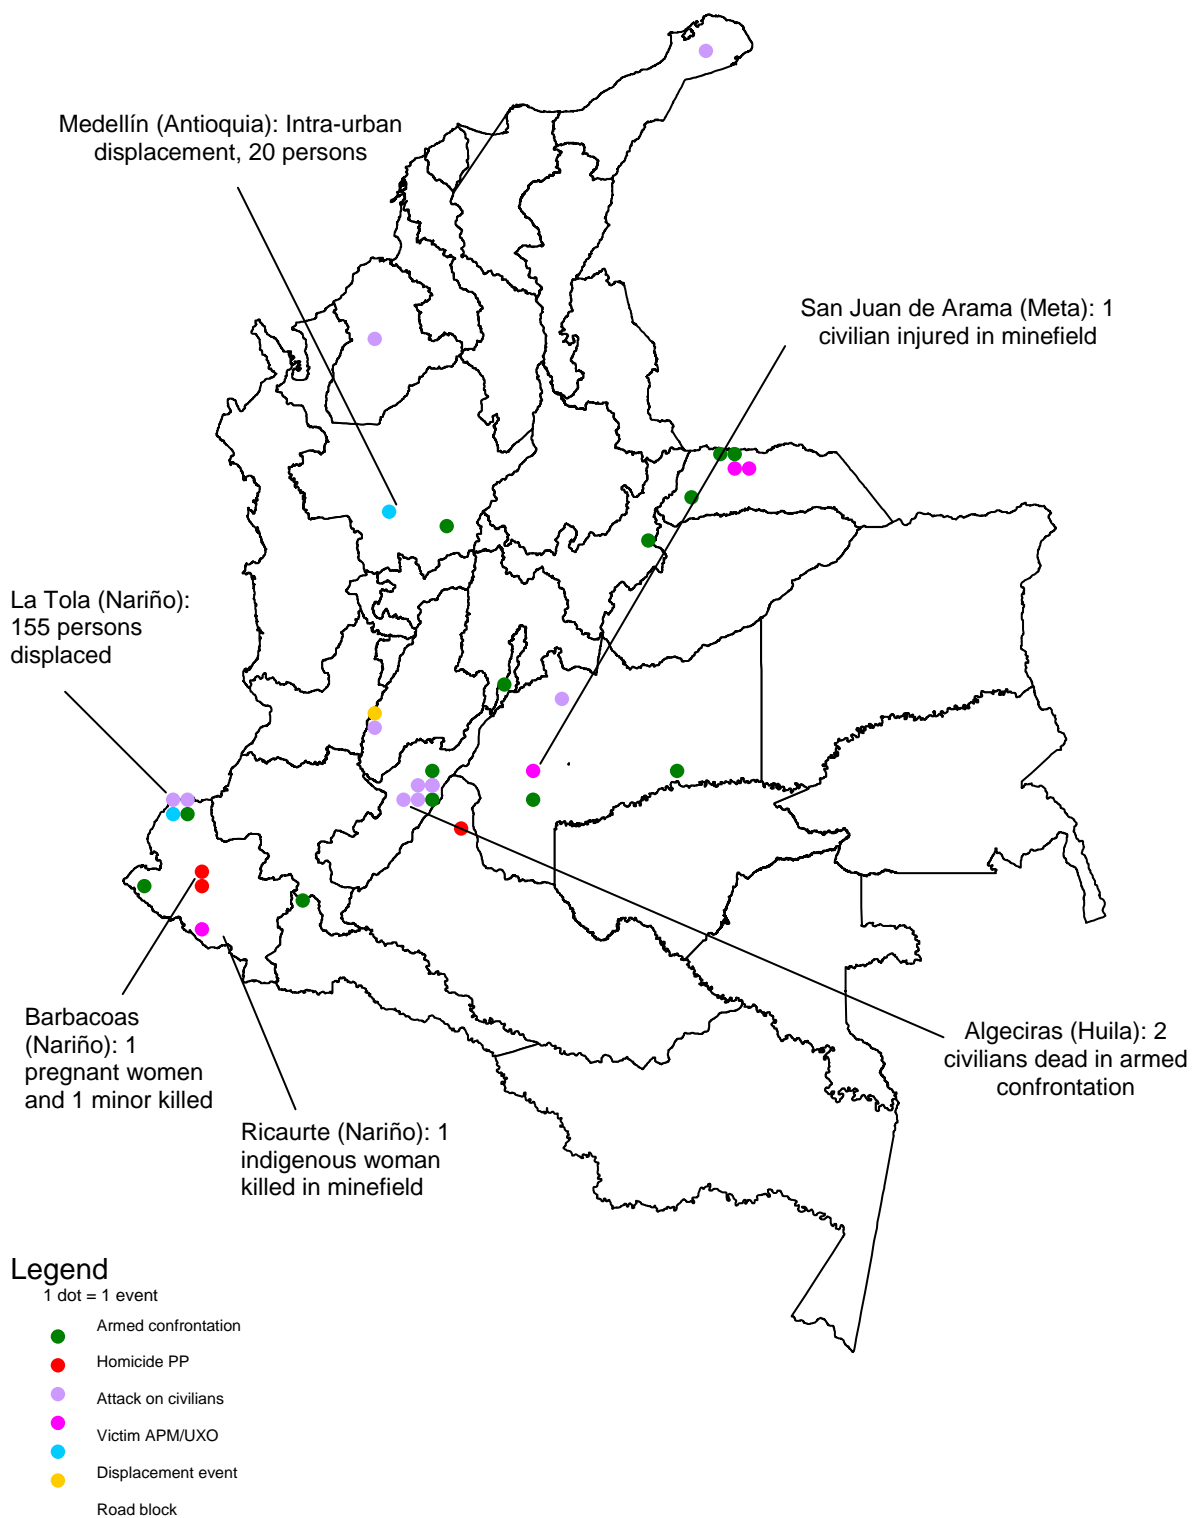 Medellín (Antioquia): Intra-urban
displacement, 20 persons
San Juan de Arama (Meta): 1
civilian injured in minefield
La Tola (Nariño):
155 persons
displaced
Barbacoas
(Nariño): 1
pregnant women
and 1 minor killed
Algeciras (Huila): 2
civilians dead in armed
confrontation
Ricaurte (Nariño): 1
indigenous woman
killed in minefield
Legend
1 dot = 1 event
Armed confrontation
Homicide PP
Attack on civilians
Victim APM/UXO
Displacement event
Road block